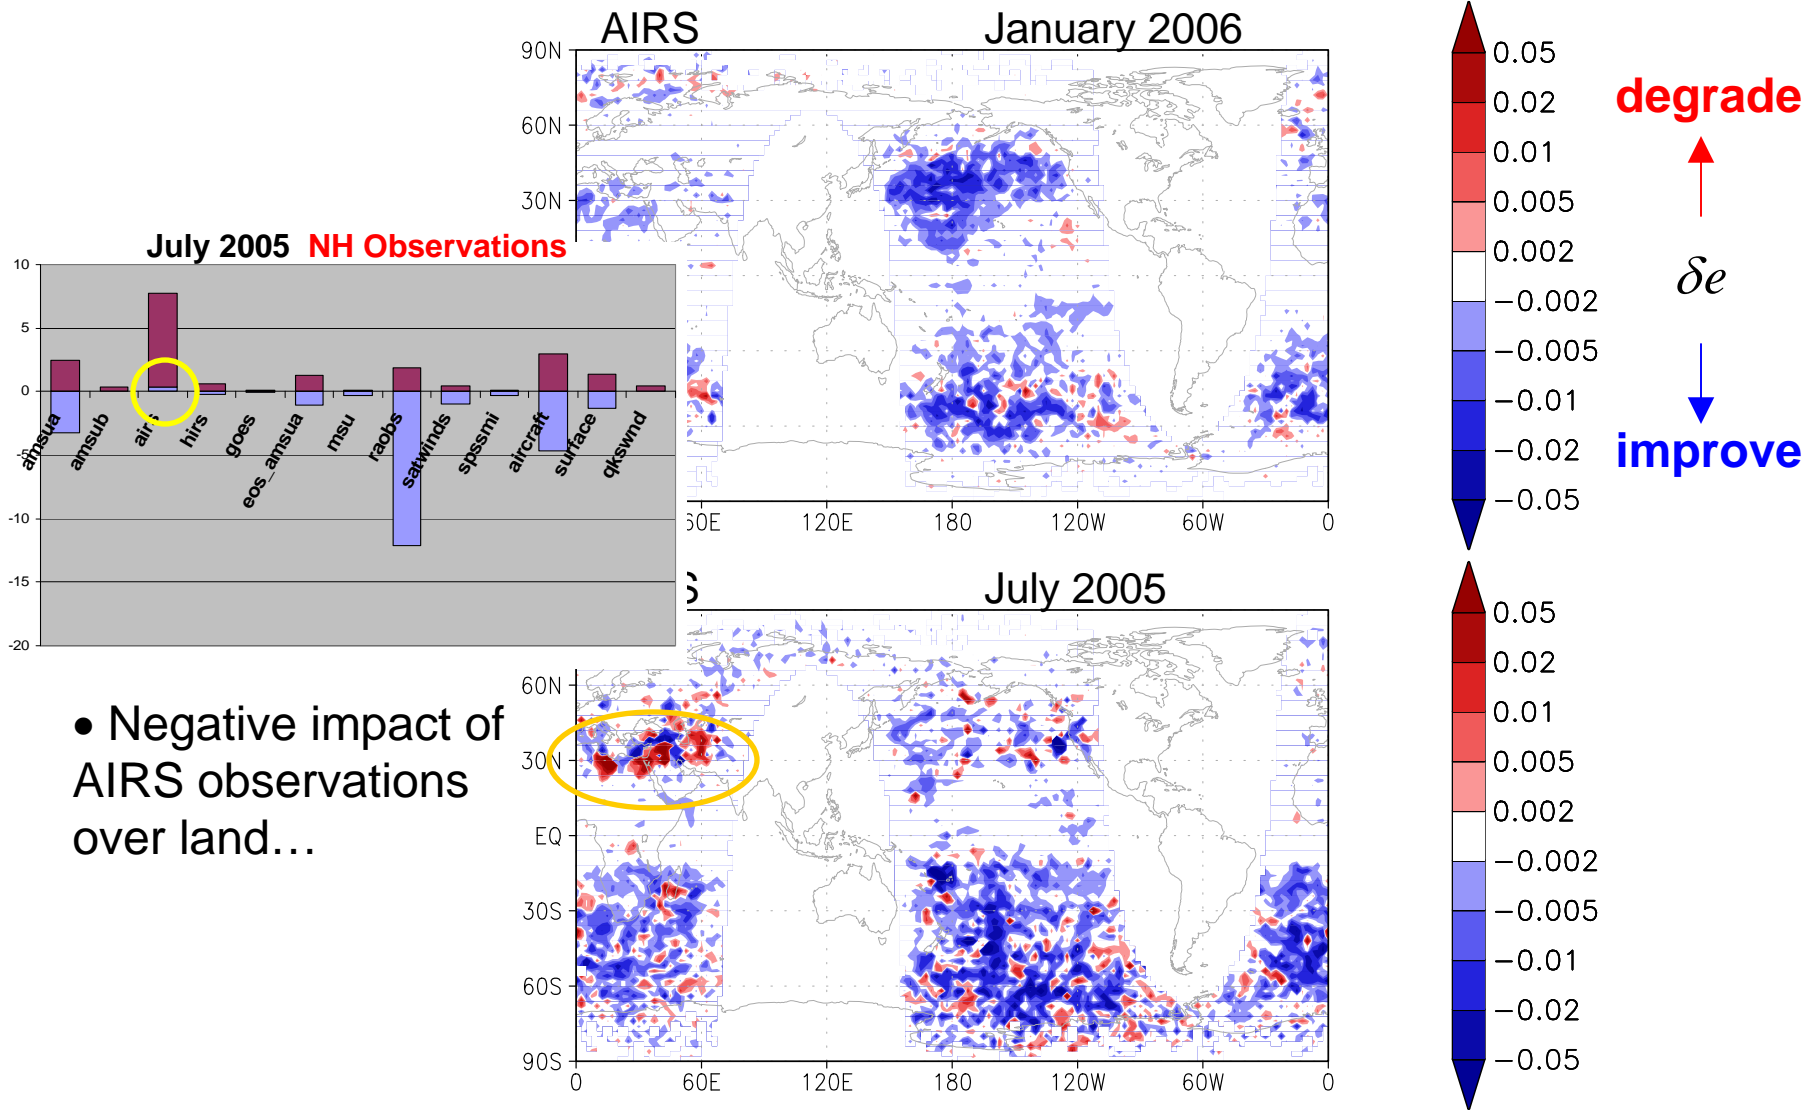 AIRS January 2006
90N
60N
30N
60E 120E 180 120W 60W 0
0.05
0.02
0.01
0.005
0.002
−0.002
−0.005
−0.01
−0.02
−0.05
degrade
δe
improve
July 2005 NH Observations
10
5
0
-5
-10
-15
-20
amsua
amsub
airs
hirs
goes
eos_amsua
msu
raobs
satwinds
spssmi
aircraft
surface
qkswnd
• Negative impact of
AIRS observations
over land…
S July 2005
60N
30N
EQ
30S
60S
90S
0 60E 120E 180 120W 60W 0
0.05
0.02
0.01
0.005
0.002
−0.002
−0.005
−0.01
−0.02
−0.05